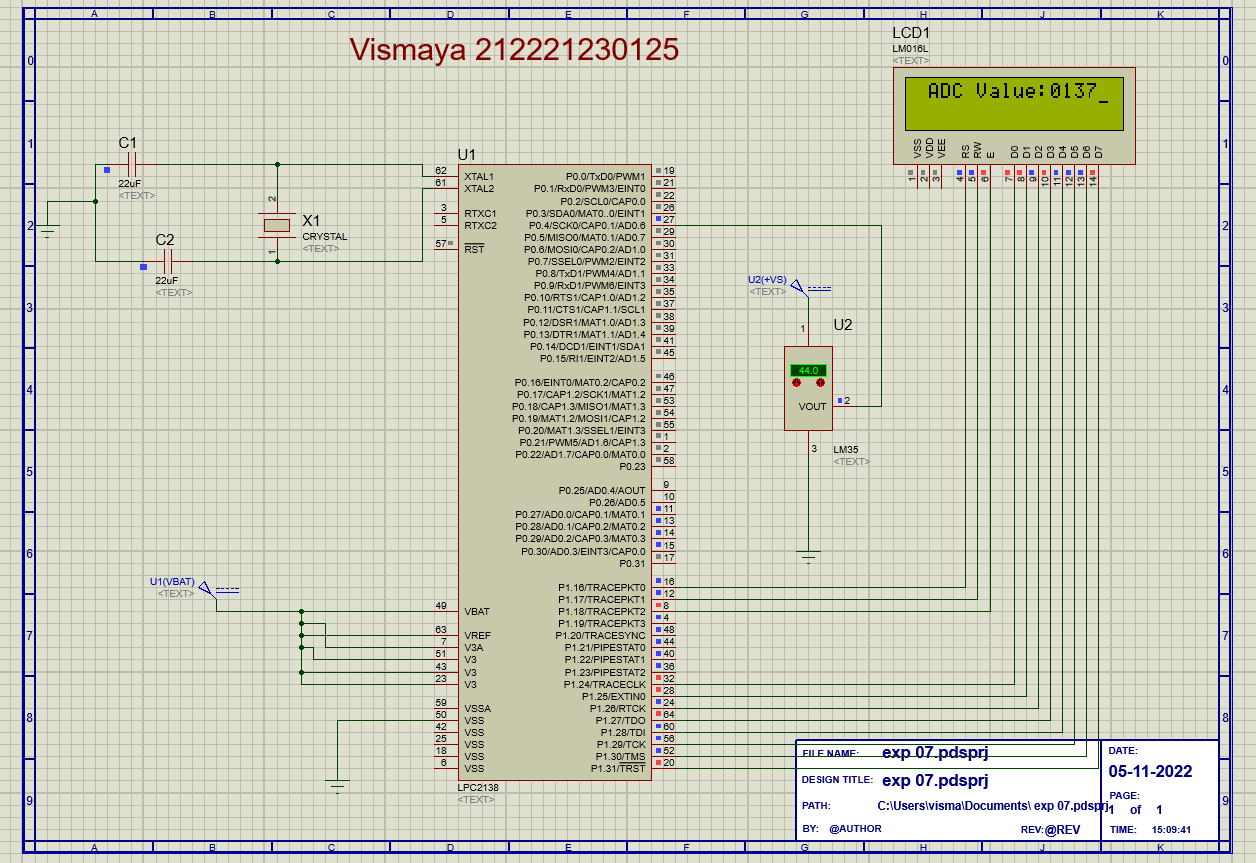 A B C D E F G H J K
Vismaya 212221230125
LCD1
LM016L
<TEXT>
ADC Value:0137_
VSS VDD VEE RS RW E D0 D1 D2 D3 D4 D5 D6 D7
1 2 3 4 5 6 7 8 9 10 11 12 13 14
0 0
1 1
2 2
3 3
4 4
5 5
6 6
7 7
8 8
9 9
C1
22uF
<TEXT>
C2
22uF
<TEXT>
2
X1
CRYSTAL
<TEXT>
1
U1
62 XTAL1
61 XTAL2
3 RTXC1
5 RTXC2
57 RST
49 VBAT
63 VREF
7 V3A
51 V3
43 V3
23 V3
59 VSSA
50 VSS
42 VSS
25 VSS
18 VSS
6 VSS
P0.0/TxD0/PWM1 19
P0.1/RxD0/PWM3/EINT0 21
P0.2/SCL0/CAP0.0 22
P0.3/SDA0/MAT0..0/EINT1 26
P0.4/SCK0/CAP0.1/AD0.6 27
P0.5/MISO0/MAT0.1/AD0.7 29
P0.6/MOSI0/CAP0.2/AD1.0 30
P0.7/SSEL0/PWM2/EINT2 31
P0.8/TxD1/PWM4/AD1.1 33
P0.9/RxD1/PWM6/EINT3 34
P0.10/RTS1/CAP1.0/AD1.2 35
P0.11/CTS1/CAP1.1/SCL1 37
P0.12/DSR1/MAT1.0/AD1.3 38
P0.13/DTR1/MAT1.1/AD1.4 39
P0.14/DCD1/EINT1/SDA1 41
P0.15/RI1/EINT2/AD1.5 45
P0.16/EINT0/MAT0.2/CAP0.2 46
P0.17/CAP1.2/SCK1/MAT1.2 47
P0.18/CAP1.3/MISO1/MAT1.3 53
P0.19/MAT1.2/MOSI1/CAP1.2 54
P0.20/MAT1.3/SSEL1/EINT3 55
P0.21/PWM5/AD1.6/CAP1.3 1
P0.22/AD1.7/CAP0.0/MAT0.0 2
P0.23 58
P0.25/AD0.4/AOUT 9
P0.26/AD0.5 10
P0.27/AD0.0/CAP0.1/MAT0.1 11
P0.28/AD0.1/CAP0.2/MAT0.2 13
P0.29/AD0.2/CAP0.3/MAT0.3 14
P0.30/AD0.3/EINT3/CAP0.0 15
P0.31 17
P1.16/TRACEPKT0 16
P1.17/TRACEPKT1 12
P1.18/TRACEPKT2 8
P1.19/TRACEPKT3 4
P1.20/TRACESYNC 48
P1.21/PIPESTAT0 44
P1.22/PIPESTAT1 40
P1.23/PIPESTAT2 36
P1.24/TRACECLK 32
P1.25/EXTIN0 28
P1.26/RTCK 24
P1.27/TDO 64
P1.28/TDI 60
P1.29/TCK 56
P1.30/TMS 52
P1.31/TRST 20
LPC2138
<TEXT>
U1(VBAT)
<TEXT>
U2(+VS)
<TEXT>
1
U2
44.0
VOUT 2
3
LM35
<TEXT>
FILE NAME: exp 07.pdsprj
DESIGN TITLE: exp 07.pdsprj
PATH: C:\Users\visma\Documents\ exp 07.pdsprj
BY: @AUTHOR REV:@REV
DATE:
05-11-2022
PAGE:
1 of 1
TIME: 15:09:41
A B C D E F G H J K